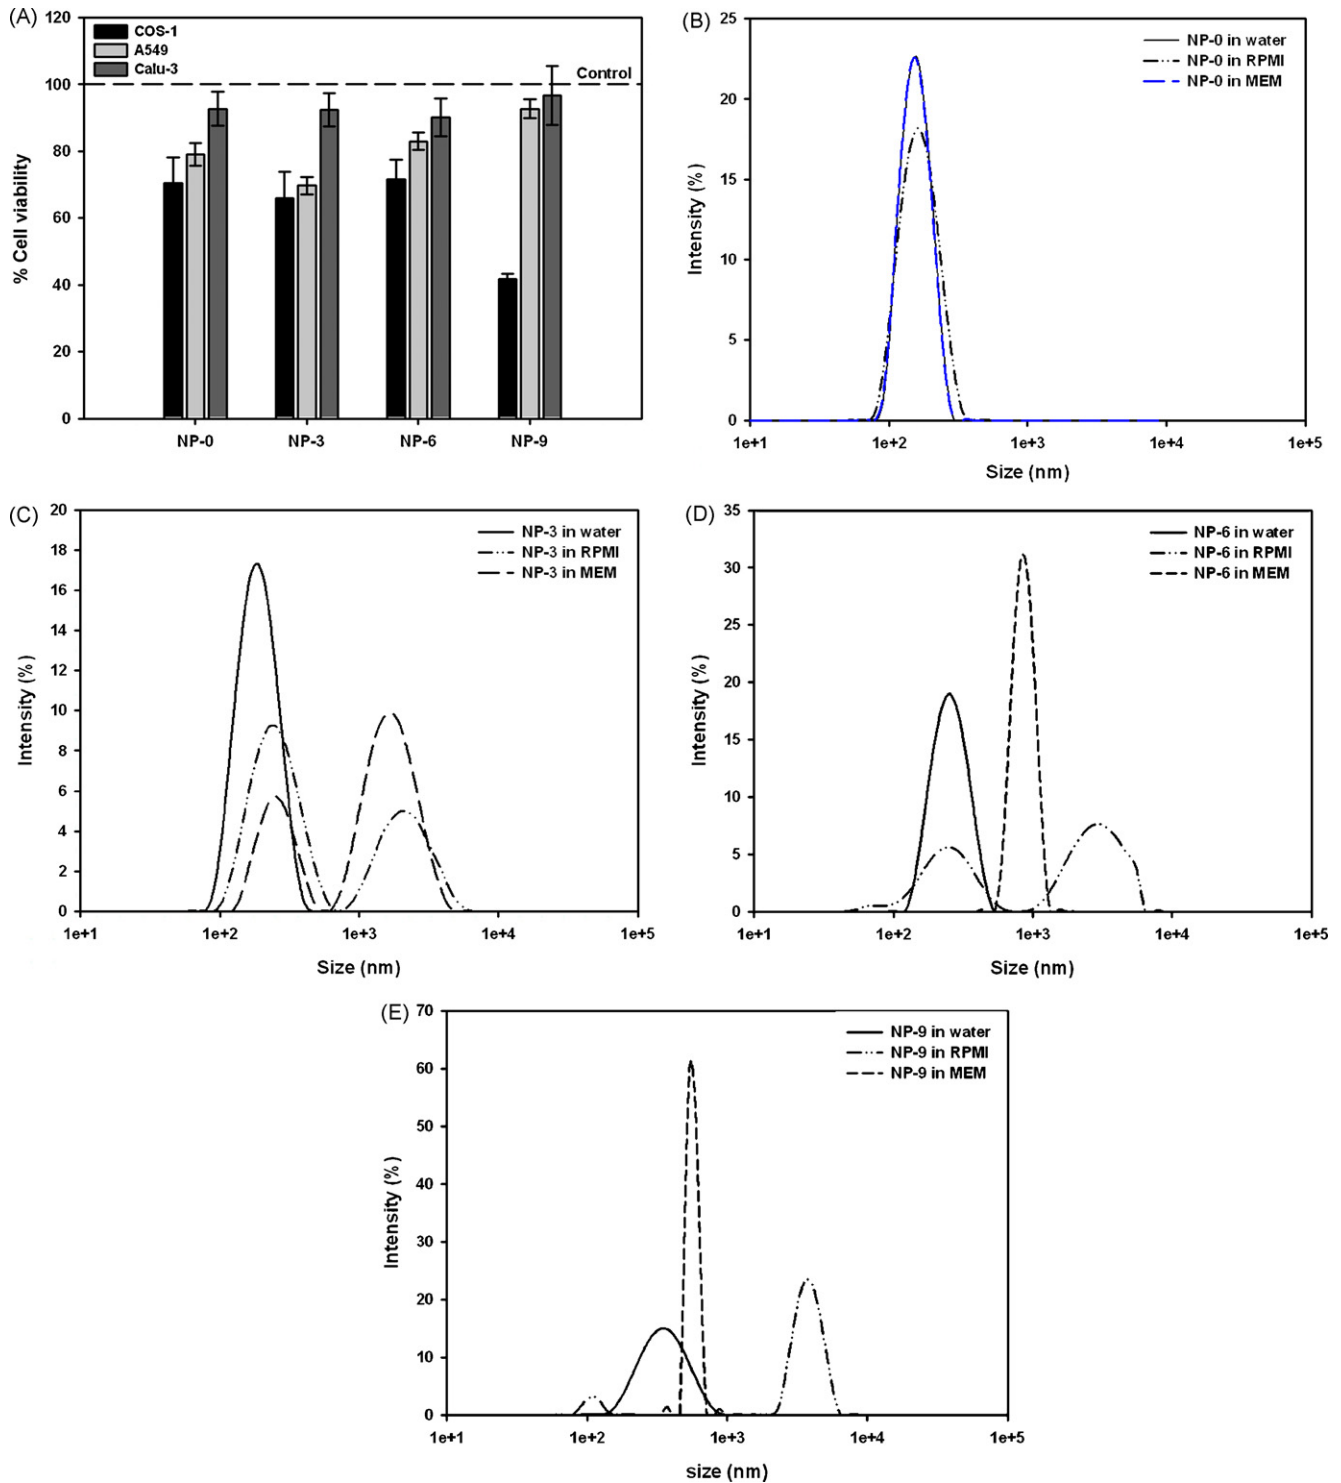 (A)
120
100
80
60
40
20
0
% Cell viability
COS-1
A549
Calu-3
Control
NP-0 NP-3 NP-6 NP-9
(B)
25
20
15
10
5
0
Intensity (%)
NP-0 in water
NP-0 in RPMI
NP-0 in MEM
1e+1 1e+2 1e+3 1e+4 1e+5
Size (nm)
(C)
20
18
16
14
12
10
8
6
4
2
0
Intensity (%)
NP-3 in water
NP-3 in RPMI
NP-3 in MEM
1e+1 1e+2 1e+3 1e+4 1e+5
Size (nm)
(D)
35
30
25
20
15
10
5
0
Intensity (%)
NP-6 in water
NP-6 in RPMI
NP-6 in MEM
1e+1 1e+2 1e+3 1e+4 1e+5
Size (nm)
(E)
70
60
50
40
30
20
10
0
Intensity (%)
NP-9 in water
NP-9 in RPMI
NP-9 in MEM
1e+1 1e+2 1e+3 1e+4 1e+5
size (nm)